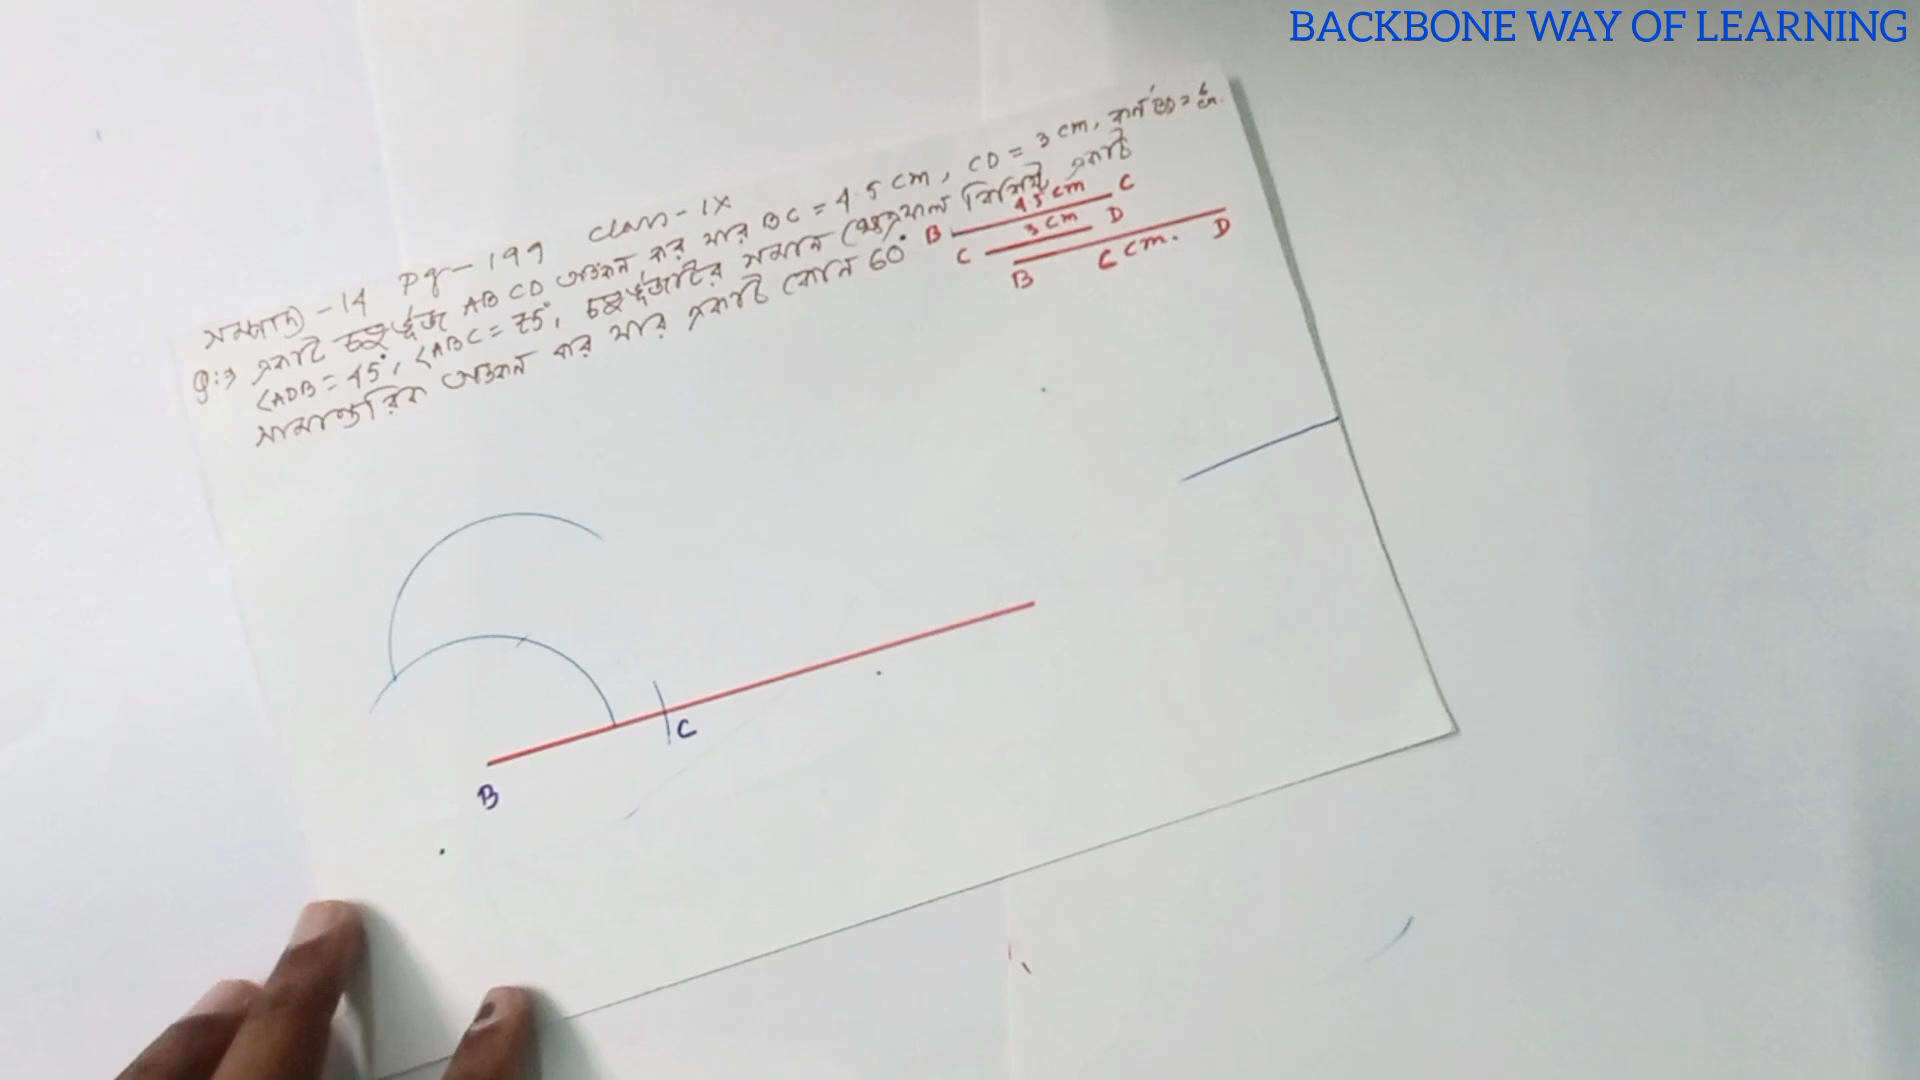 BACKBONE WAY OF LEARNING
সম্পাদ্য - 14 Pg - 199 Class - IX
Q:3 একটি চতুর্ভুজ ABCD অঙ্কন কর যার BC = 4.5 cm, CD = 3 cm, BD = 6 cm.
∠ADB = 45°, ∠ABC = 75°, চতুর্ভুজটির সমান ক্ষেত্রফল বিশিষ্ট একটি
সামান্তরিক অঙ্কন কর যার একটি কোন 60°
B 4.5 cm C
C 3 cm D
B 6 cm. D
C
B